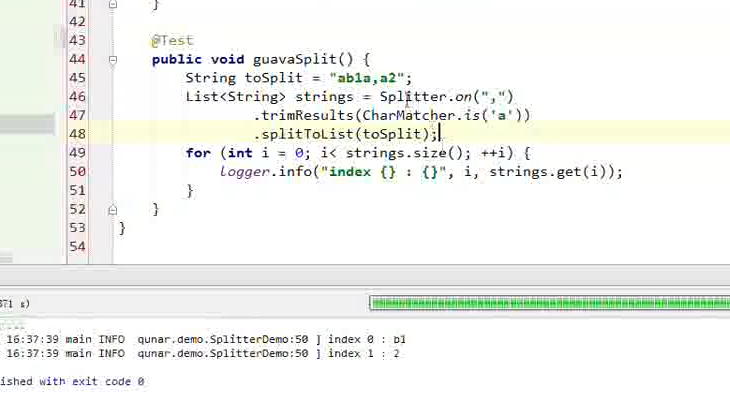 41 }
42
43 @Test
44 public void guavaSplit() {
45 String toSplit = "ab1a,a2";
46 List<String> strings = Splitter.on(",")
47 .trimResults(CharMatcher.is('a'))
48 .splitToList(toSplit);
49 for (int i = 0; i< strings.size(); ++i) {
50 logger.info("index {} : {}", i, strings.get(i));
51 }
52 }
53 }
54
371 s)
16:37:39 main INFO qunar.demo.SplitterDemo:50 ] index 0 : b1
16:37:39 main INFO qunar.demo.SplitterDemo:50 ] index 1 : 2
ished with exit code 0